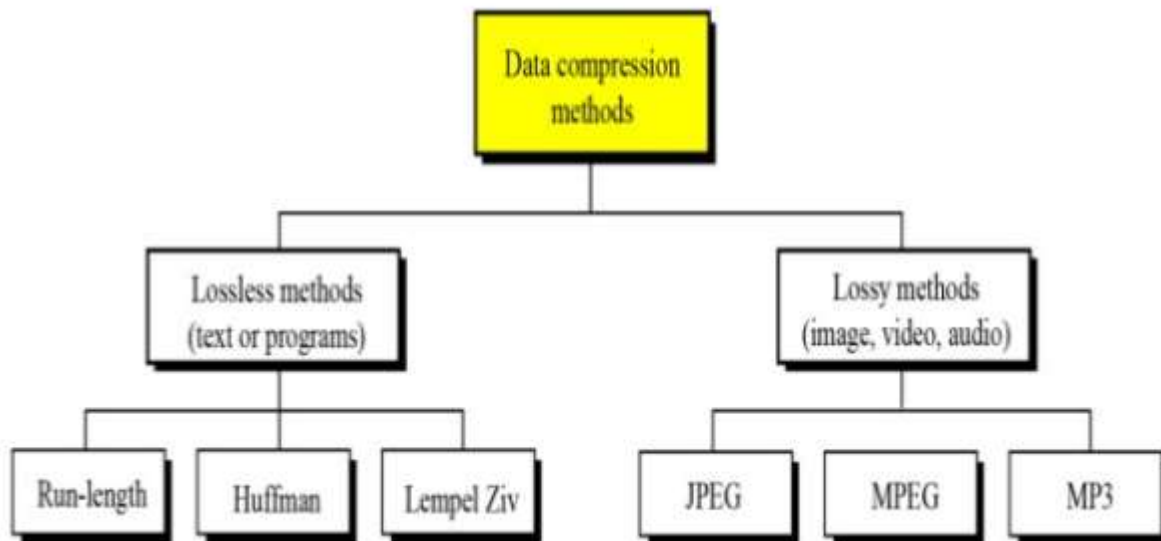 Data compression
methods
Lossless methods
(text or programs)
Lossy methods
(image, video, audio)
Run-length
Huffman
Lempel Ziv
JPEG
MPEG
MP3